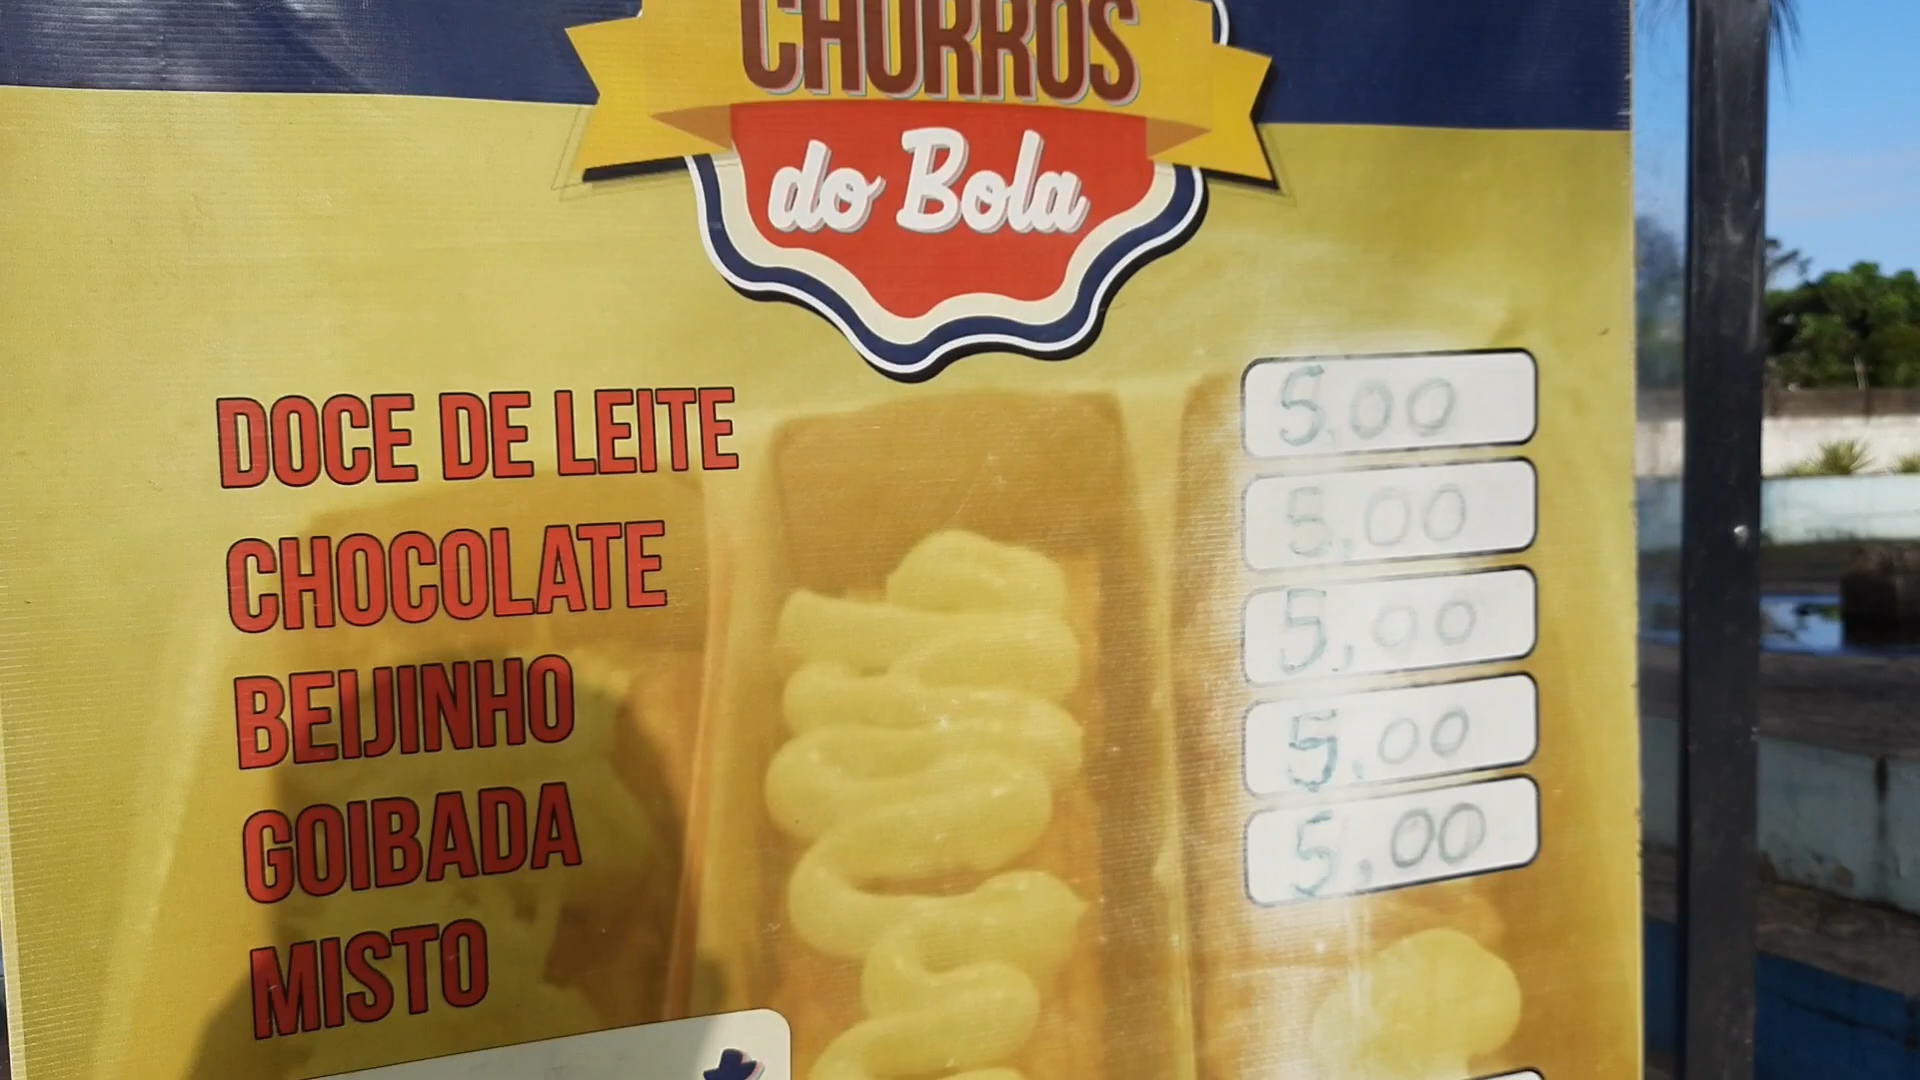 CHURROS
do Bola
DOCE DE LEITE
5,00
CHOCOLATE
5,00
BEIJINHO
5,00
GOIBADA
5,00
MISTO
5,00